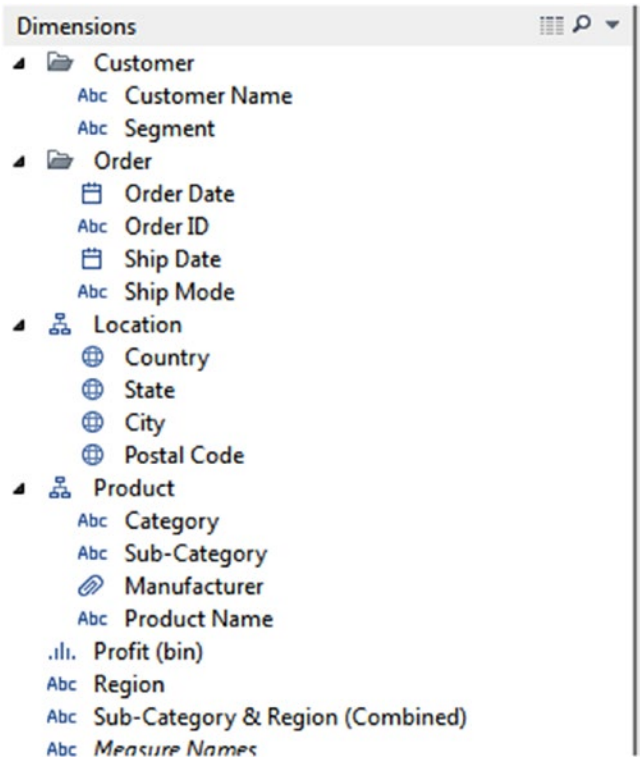 Dimensions
Customer
Abc Customer Name
Abc Segment
Order
Order Date
Abc Order ID
Ship Date
Abc Ship Mode
Location
Country
State
City
Postal Code
Product
Abc Category
Abc Sub-Category
Manufacturer
Abc Product Name
Profit (bin)
Abc Region
Abc Sub-Category & Region (Combined)
Abc Measure Names